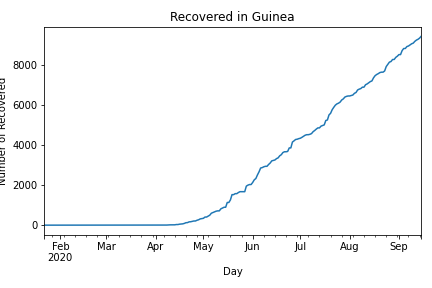 Recovered in Guinea
Number of Recovered
8000
6000
4000
2000
0
Feb
2020
Mar
Apr
May
Jun
Jul
Aug
Sep
Day